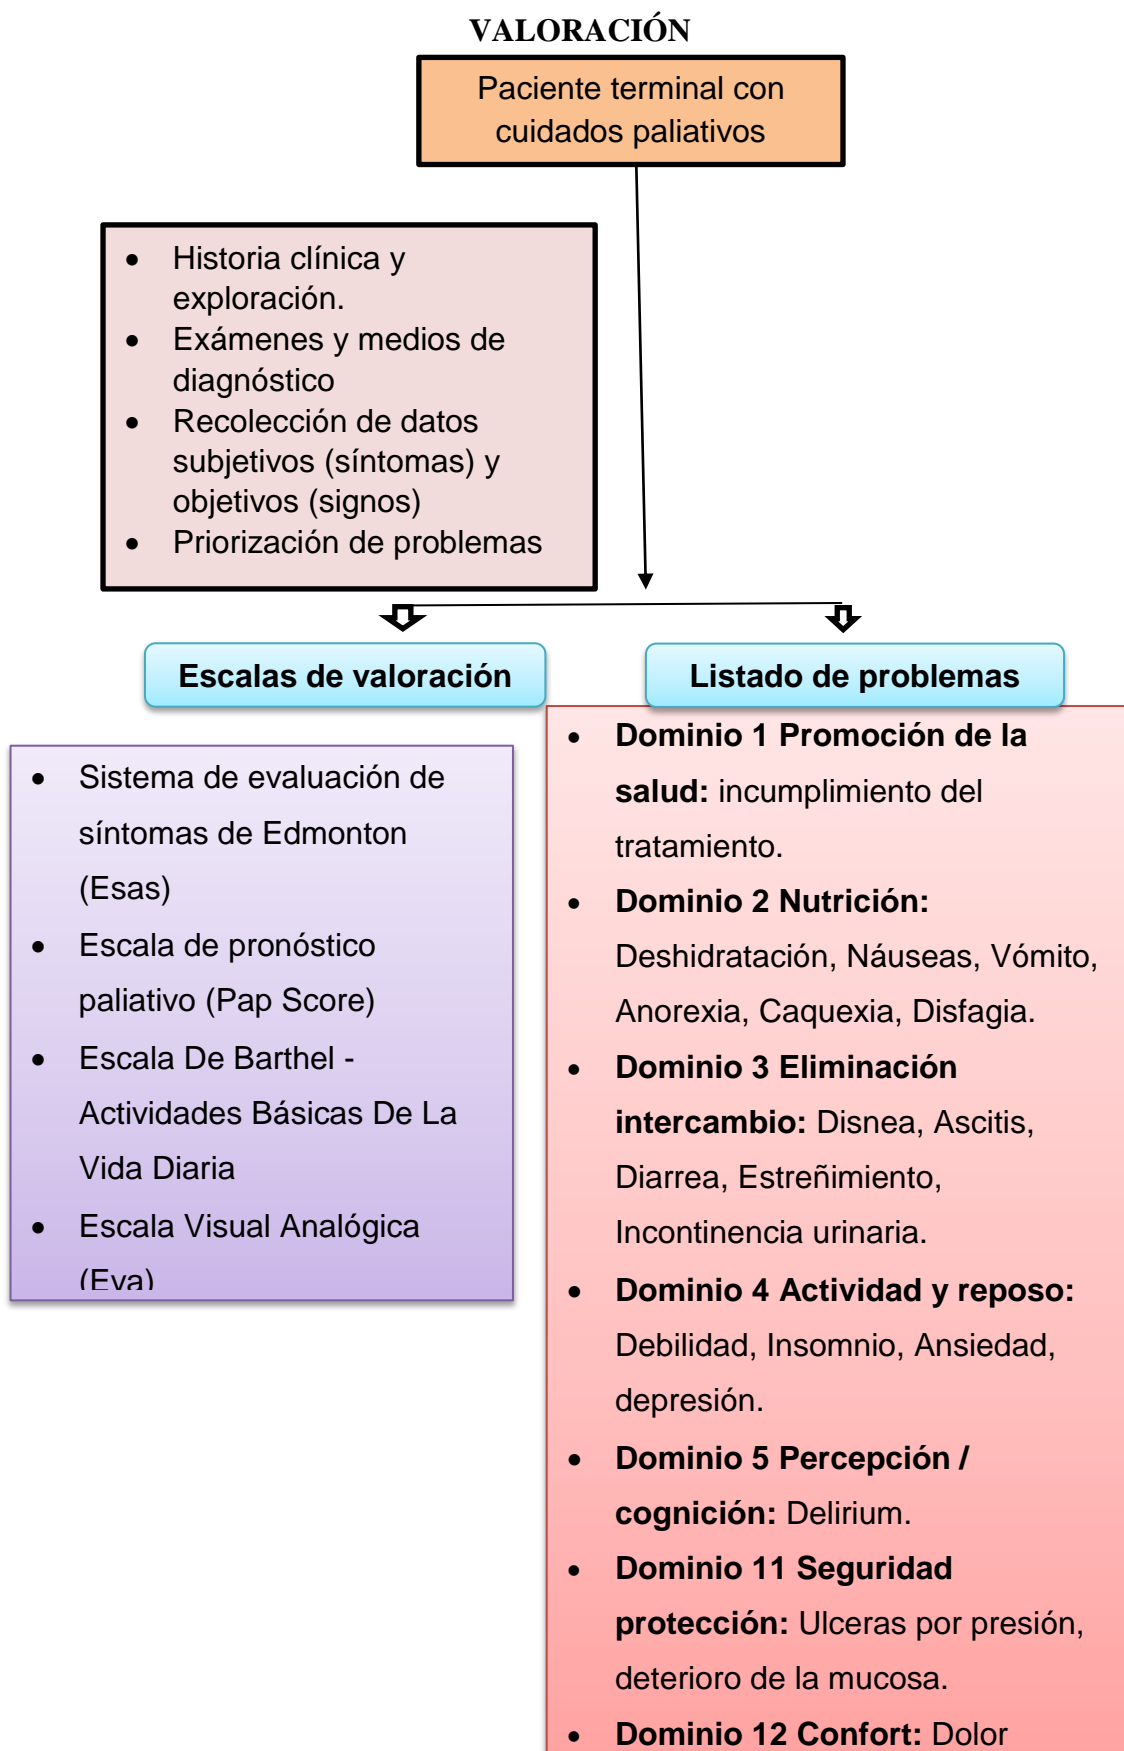 VALORACIÓN
Paciente terminal con
cuidados paliativos
• Historia clínica y
exploración.
• Exámenes y medios de
diagnóstico
• Recolección de datos
subjetivos (síntomas) y
objetivos (signos)
• Priorización de problemas
Escalas de valoración
• Sistema de evaluación de
síntomas de Edmonton
(Esas)
• Escala de pronóstico
paliativo (Pap Score)
• Escala De Barthel -
Actividades Básicas De La
Vida Diaria
• Escala Visual Analógica
(Eva)
Listado de problemas
• Dominio 1 Promoción de la
salud: incumplimiento del
tratamiento.
• Dominio 2 Nutrición:
Deshidratación, Náuseas, Vómito,
Anorexia, Caquexia, Disfagia.
• Dominio 3 Eliminación
intercambio: Disnea, Ascitis,
Diarrea, Estreñimiento,
Incontinencia urinaria.
• Dominio 4 Actividad y reposo:
Debilidad, Insomnio, Ansiedad,
depresión.
• Dominio 5 Percepción /
cognición: Delirium.
• Dominio 11 Seguridad
protección: Ulceras por presión,
deterioro de la mucosa.
• Dominio 12 Confort: Dolor